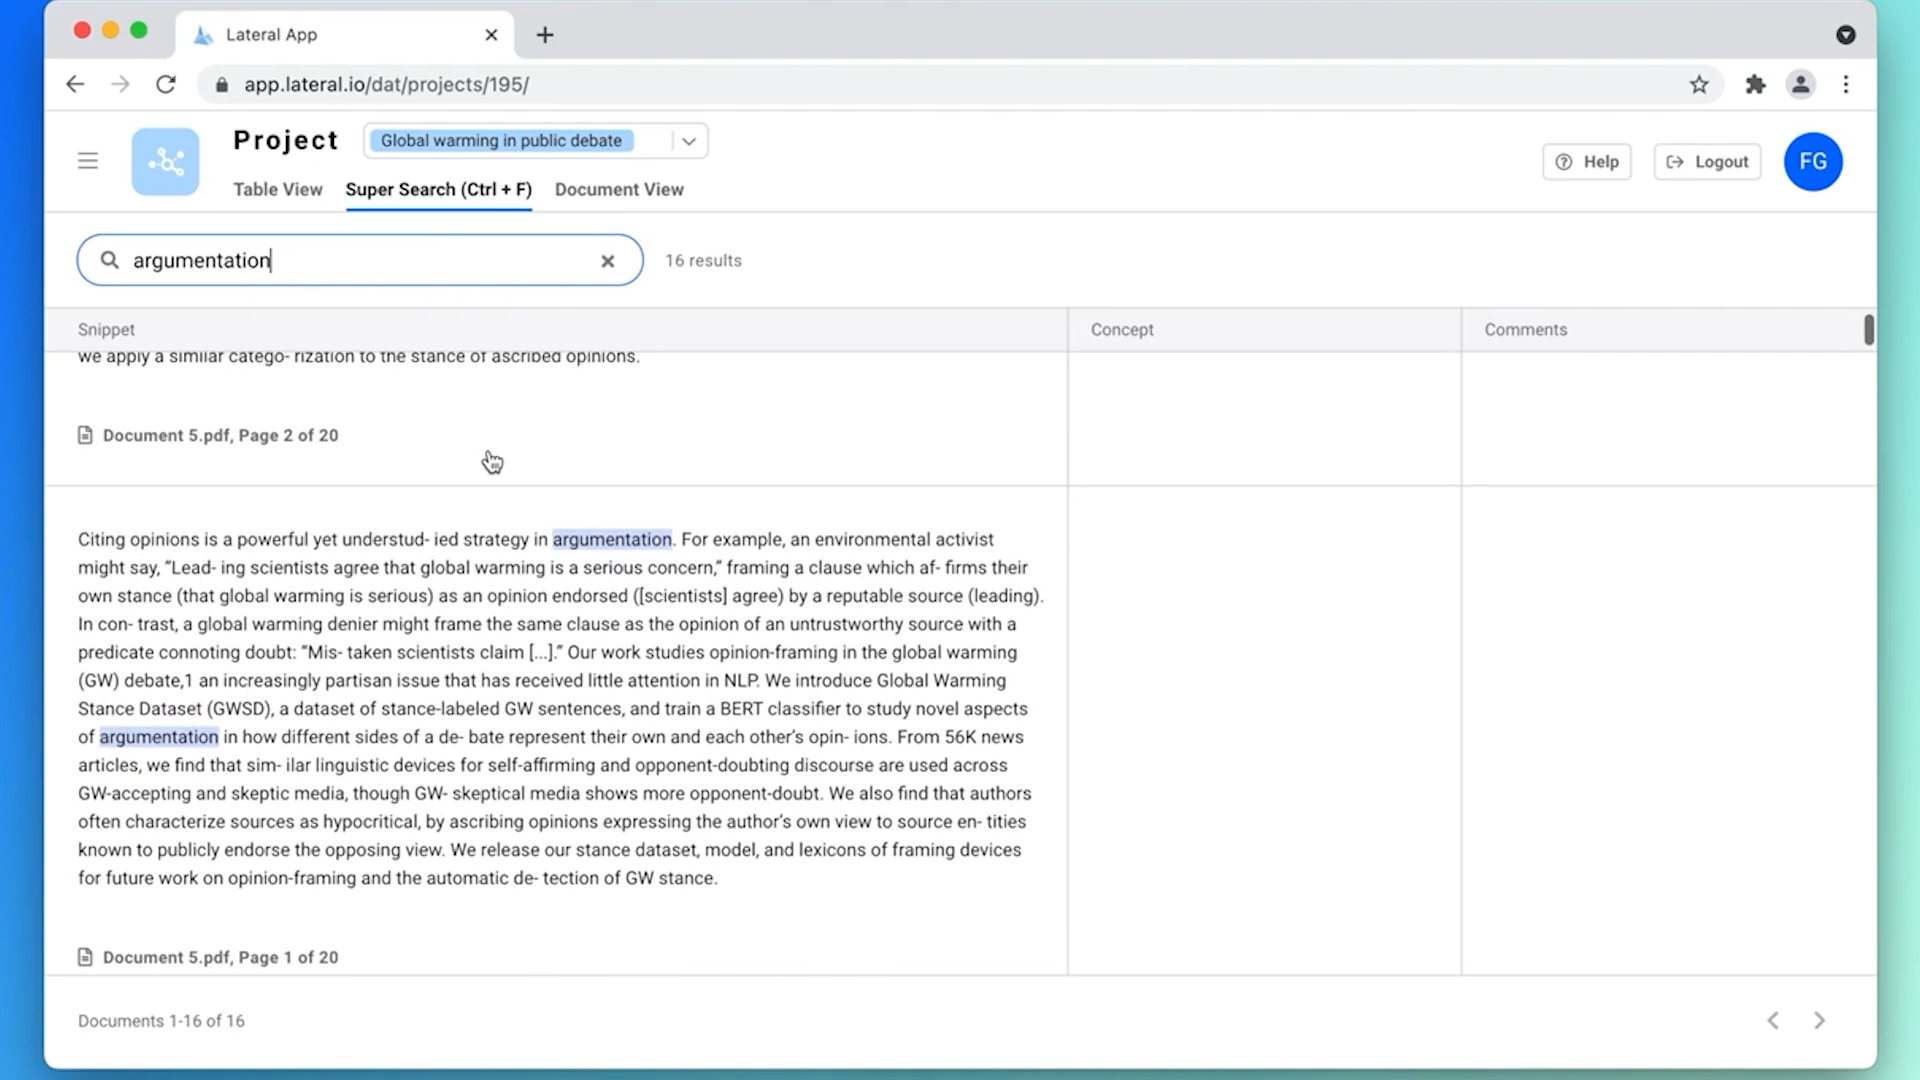 Lateral App
app.lateral.io/dat/projects/195/
Project
Global warming in public debate
Table View
Super Search (Ctrl + F)
Document View
Help
Logout
FG
argumentation
16 results
Snippet
Concept
Comments
we apply a similar catego- rization to the stance of ascribed opinions.
Document 5.pdf, Page 2 of 20
Citing opinions is a powerful yet understud- ied strategy in argumentation. For example, an environmental activist
might say, “Lead- ing scientists agree that global warming is a serious concern,” framing a clause which af- firms their
own stance (that global warming is serious) as an opinion endorsed ([scientists] agree) by a reputable source (leading).
In con- trast, a global warming denier might frame the same clause as the opinion of an untrustworthy source with a
predicate connoting doubt: “Mis- taken scientists claim [...].” Our work studies opinion-framing in the global warming
(GW) debate,1 an increasingly partisan issue that has received little attention in NLP. We introduce Global Warming
Stance Dataset (GWSD), a dataset of stance-labeled GW sentences, and train a BERT classifier to study novel aspects
of argumentation in how different sides of a de- bate represent their own and each other’s opin- ions. From 56K news
articles, we find that sim- ilar linguistic devices for self-affirming and opponent-doubting discourse are used across
GW-accepting and skeptic media, though GW- skeptical media shows more opponent-doubt. We also find that authors
often characterize sources as hypocritical, by ascribing opinions expressing the author’s own view to source en- tities
known to publicly endorse the opposing view. We release our stance dataset, model, and lexicons of framing devices
for future work on opinion-framing and the automatic de- tection of GW stance.
Document 5.pdf, Page 1 of 20
Documents 1-16 of 16